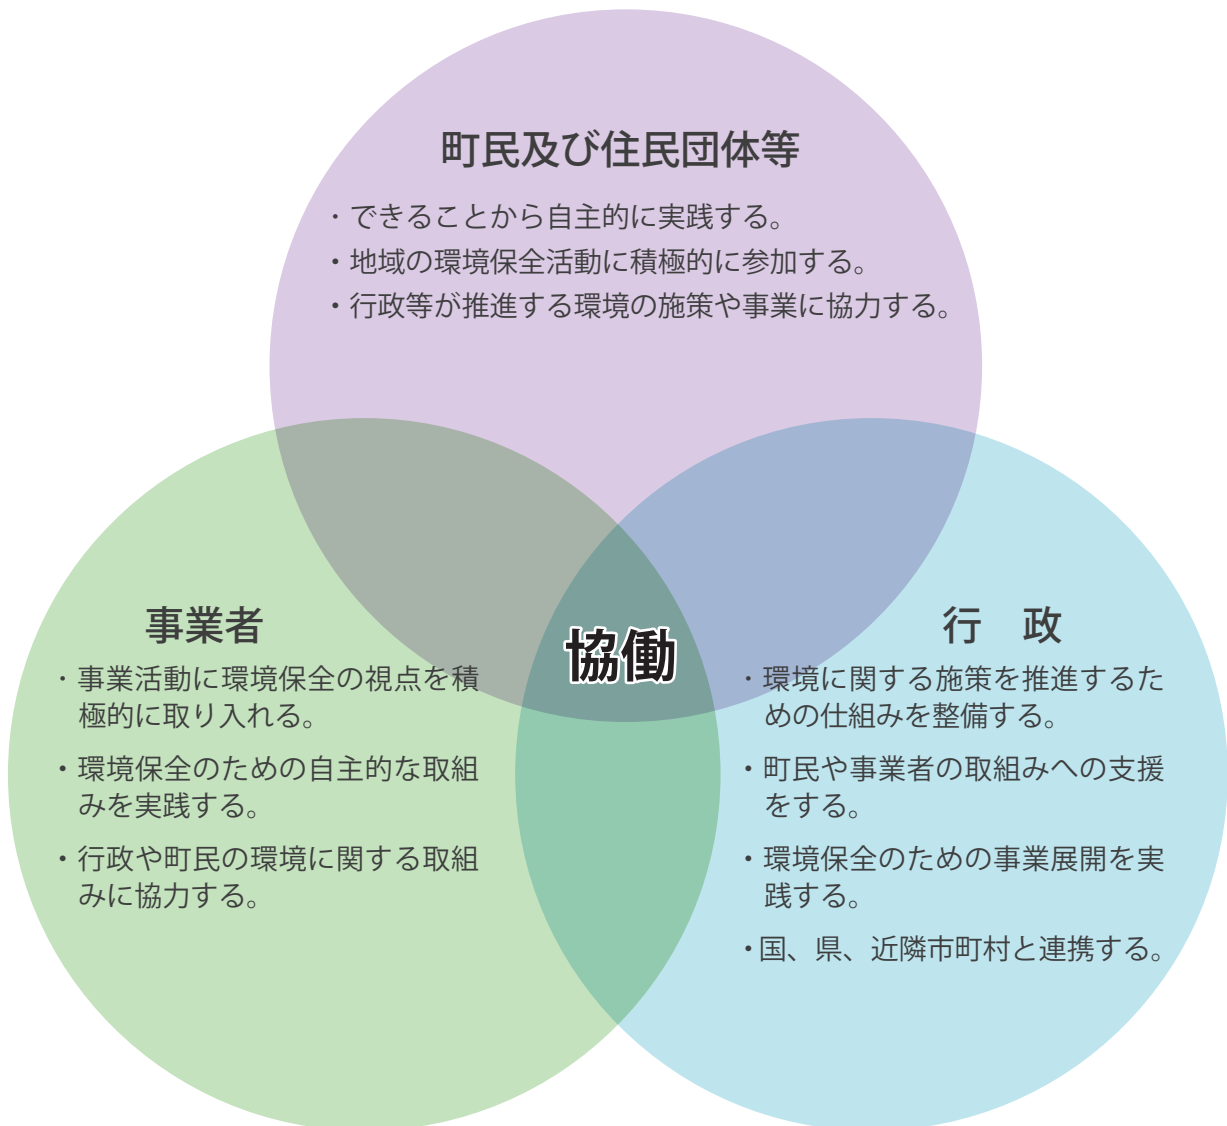 町民及び住民団体等
・できることから自主的に実践する。
・地域の環境保全活動に積極的に参加する。
・行政等が推進する環境の施策や事業に協力する。
事業者
・事業活動に環境保全の視点を積
極的に取り入れる。
・環境保全のための自主的な取組
みを実践する。
・行政や町民の環境に関する取組
みに協力する。
協働
行　政
・環境に関する施策を推進するた
めの仕組みを整備する。
・町民や事業者の取組みへの支援
をする。
・環境保全のための事業展開を実
践する。
・国、県、近隣市町村と連携する。